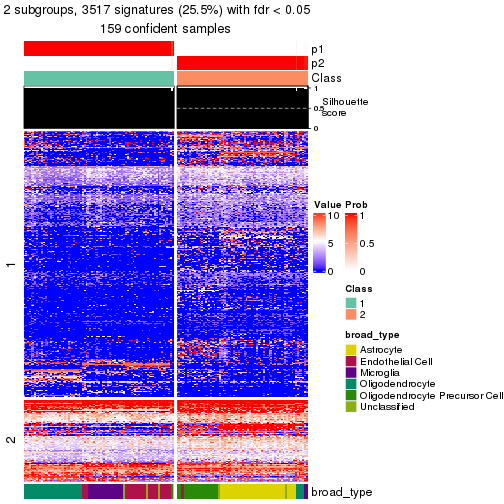 2 subgroups, 3517 signatures (25.5%) with fdr < 0.05
159 confident samples
p1
p2
Class
1
0.5
0
Silhouette
score
1
2
Value
10
5
0
Prob
1
0.5
0
Class
1
2
broad_type
Astrocyte
Endothelial Cell
Microglia
Oligodendrocyte
Oligodendrocyte Precursor Cell
Unclassified
broad_type